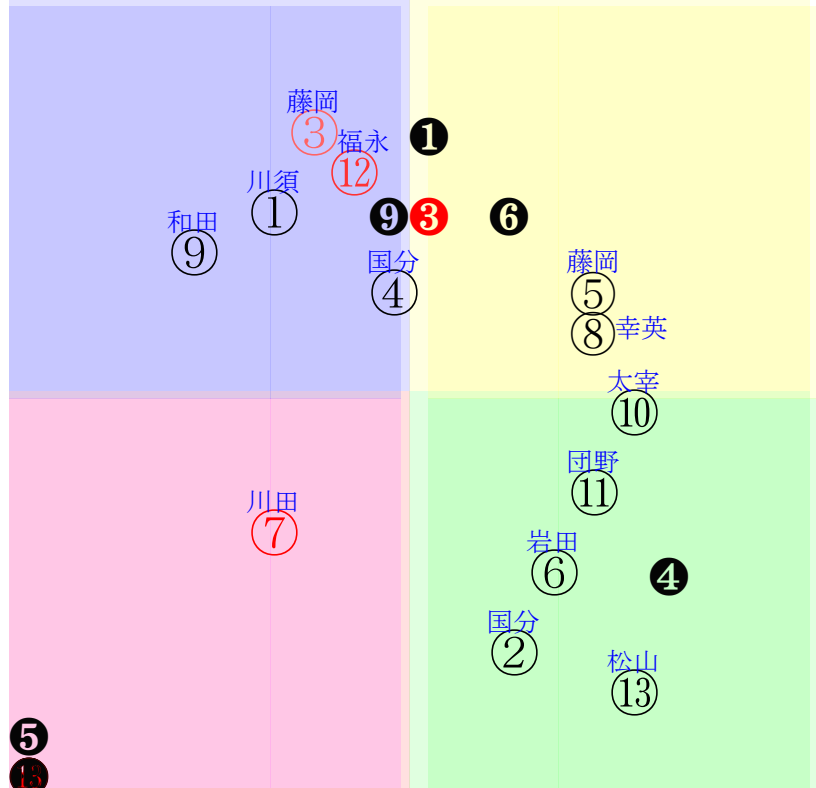 藤岡
③
福永
❶
⑫
川須
①
❾
❸
❻
和田
⑨
国分
④
藤岡
⑤
⑧幸英
太宰
⑩
団野
⑪
川田
⑦
岩田
⑥
❹
国分
②
松山
⑬
❺